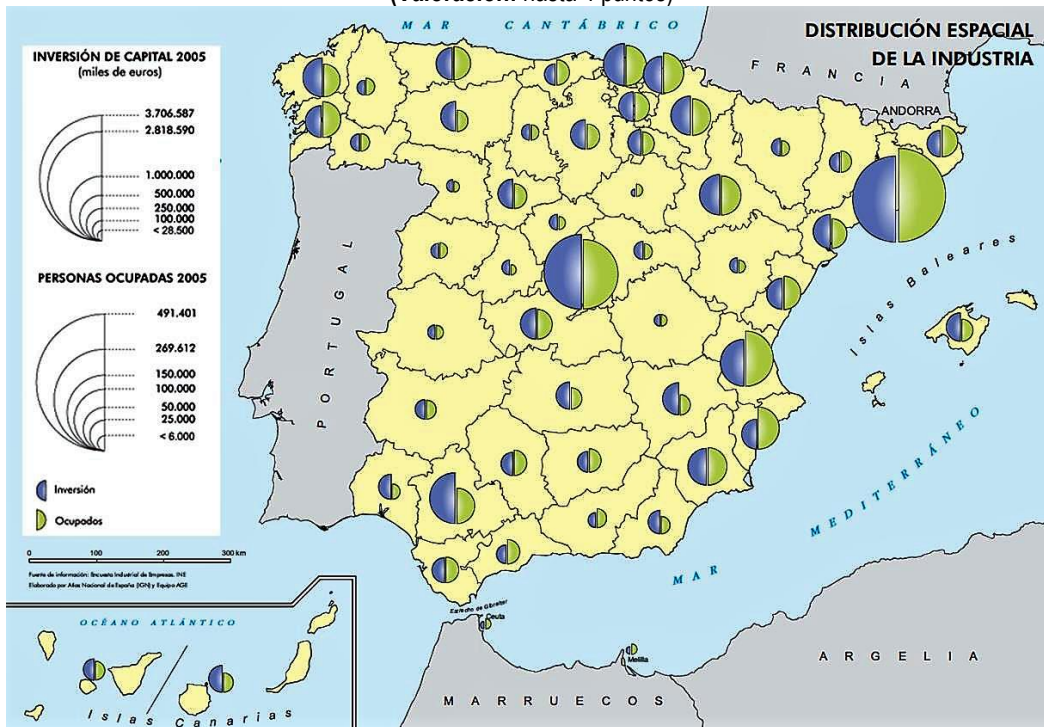 (Valoración: hasta 4 puntos)
MAR CANTÁBRICO
DISTRIBUCIÓN ESPACIAL
DE LA INDUSTRIA
INVERSIÓN DE CAPITAL 2005
(miles de euros)
3.706.587
2.818.590
1.000.000
500.000
250.000
100.000
< 28.500
PERSONAS OCUPADAS 2005
491.401
269.612
150.000
100.000
50.000
25.000
< 6.000
Inversión
Ocupados
0 100 200 300 km
Fuente de información: Encuesta Industrial de Empresas. INE
Elaborado por Atlas Nacional de España (IGN) y Equipo AGE
FRANCIA
ANDORRA
PORTUGAL
Islas Baleares
MAR MEDITERRÁNEO
Estrecho de Gibraltar
Ceuta
Melilla
MARRUECOS
ARGELIA
OCÉANO ATLÁNTICO
Islas Canarias